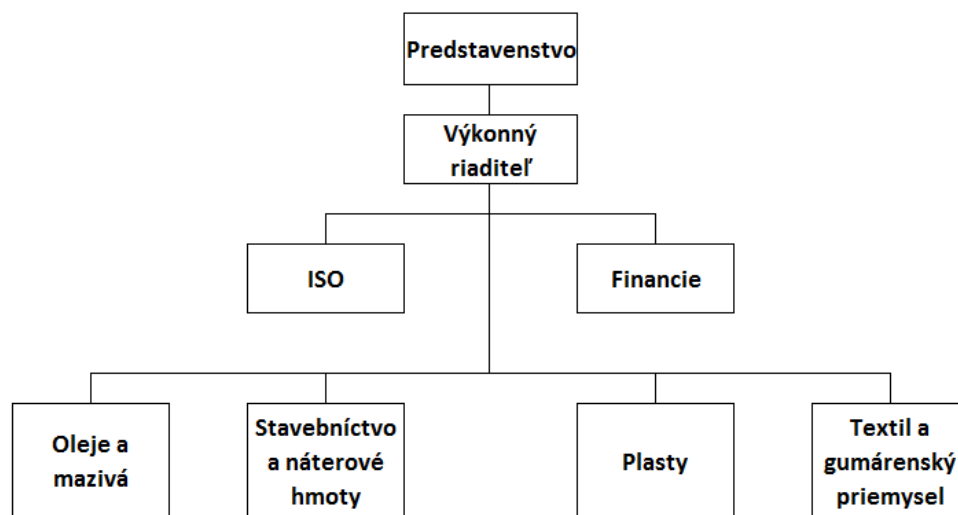 Predstavenstvo
Výkonný
riaditeľ
ISO
Financie
Oleje a
mazivá
Stavebníctvo
a náterové
hmoty
Plasty
Textil a
gumárenský
priemysel